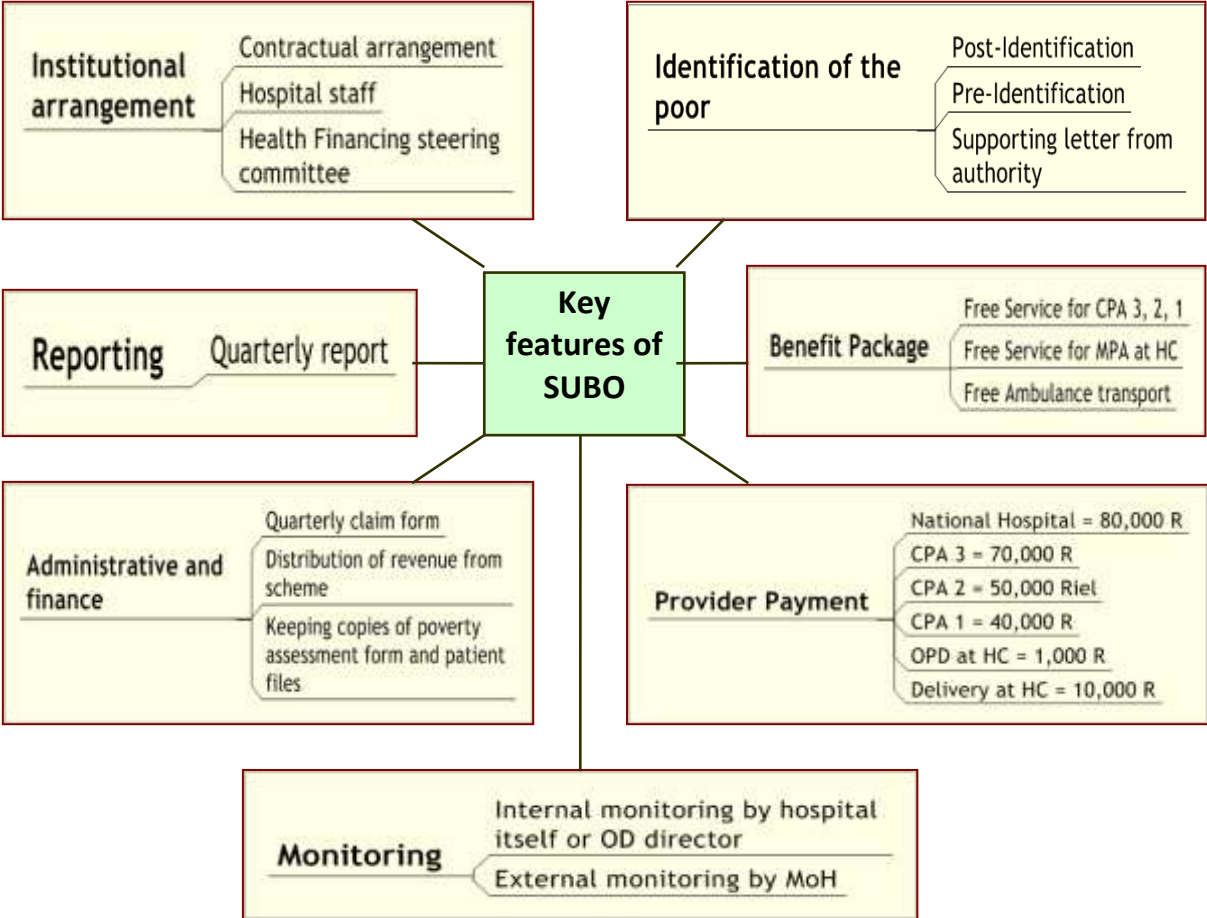 Institutional
arrangement
Contractual arrangement
Hospital staff
Health Financing steering
committee
Identification of the
poor
Post-Identification
Pre-Identification
Supporting letter from
authority
Key
features of
SUBO
Reporting
Quarterly report
Benefit Package
Free Service for CPA 3, 2, 1
Free Service for MPA at HC
Free Ambulance transport
Administrative and
finance
Quarterly claim form
Distribution of revenue from
scheme
Keeping copies of poverty
assessment form and patient
files
Provider Payment
National Hospital = 80,000 R
CPA 3 = 70,000 R
CPA 2 = 50,000 Riel
CPA 1 = 40,000 R
OPD at HC = 1,000 R
Delivery at HC = 10,000 R
Monitoring
Internal monitoring by hospital
itself or OD director
External monitoring by MoH